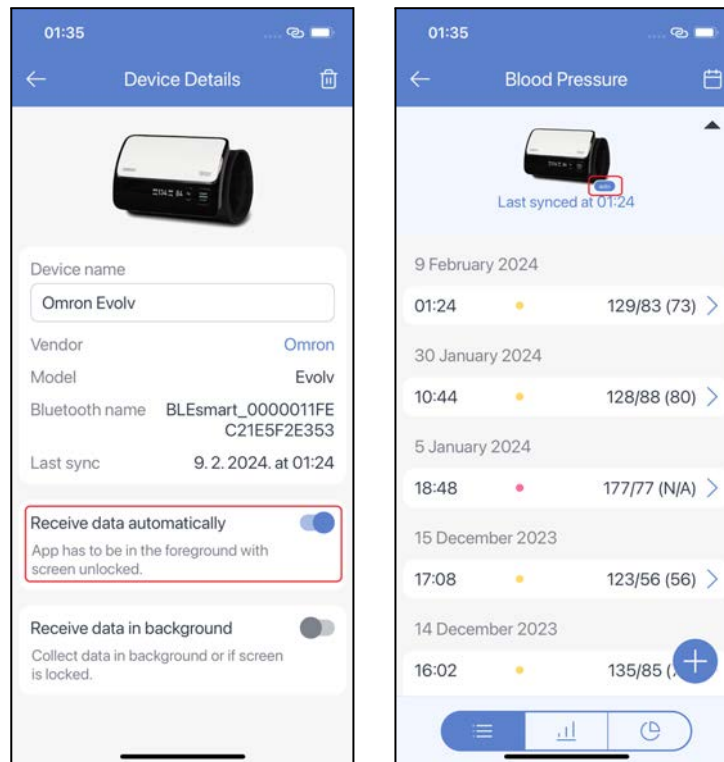 01:35
Device Details
Device name
Omron Evolv
Vendor Omron
Model Evolv
Bluetooth name BLEsmart_0000011FE
C21E5F2E353
Last sync 9. 2. 2024. at 01:24
Receive data automatically
App has to be in the foreground with
screen unlocked.
Receive data in background
Collect data in background or if screen
is locked.
01:35
Blood Pressure
auto
Last synced at 01:24
9 February 2024
01:24 129/83 (73)
30 January 2024
10:44 128/88 (80)
5 January 2024
18:48 177/77 (N/A)
15 December 2023
17:08 123/56 (56)
14 December 2023
16:02 135/85 (